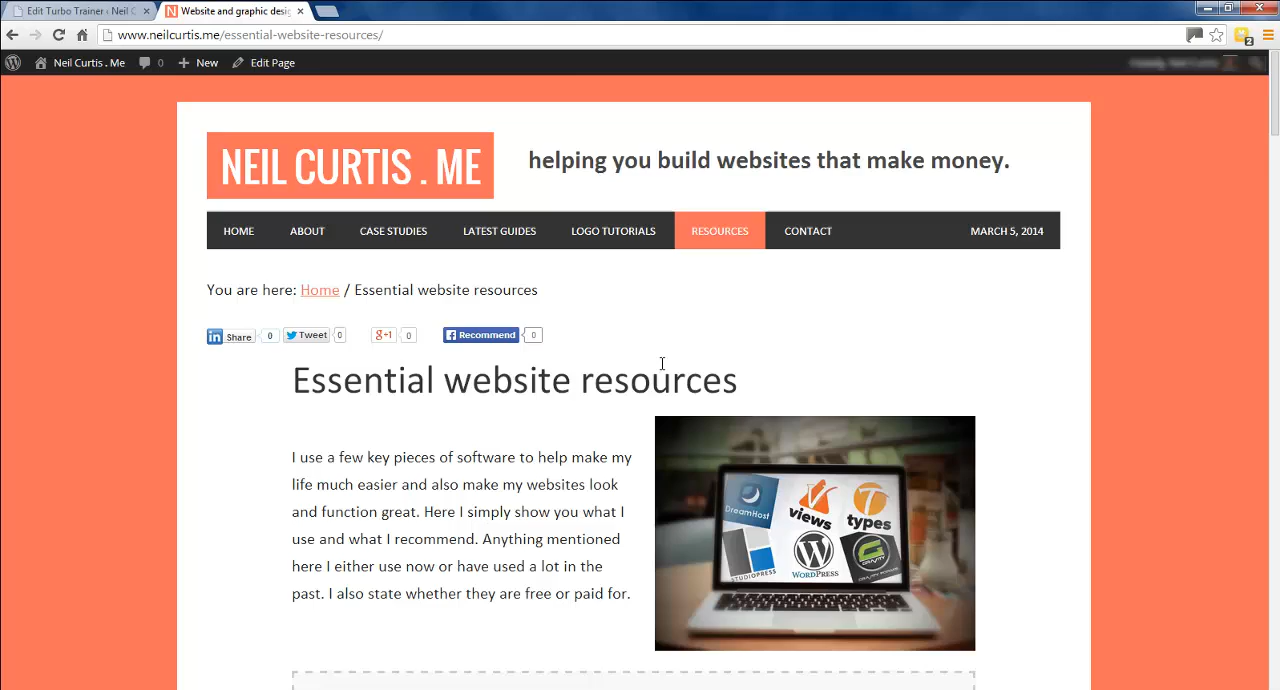 Edit Turbo Trainer ‹ Neil C
Website and graphic desig
www.neilcurtis.me/essential-website-resources/
2
Neil Curtis . Me
0
New
Edit Page
NEIL CURTIS . ME
helping you build websites that make money.
HOME
ABOUT
CASE STUDIES
LATEST GUIDES
LOGO TUTORIALS
RESOURCES
CONTACT
MARCH 5, 2014
You are here: Home / Essential website resources
in Share 0
Tweet 0
g+1 0
Recommend 0
Essential website resources
I use a few key pieces of software to help make my
life much easier and also make my websites look
and function great. Here I simply show you what I
use and what I recommend. Anything mentioned
here I either use now or have used a lot in the
past. I also state whether they are free or paid for.
DreamHost
views
types
STUDIOPRESS
WORDPRESS
GRAVITY FORMS